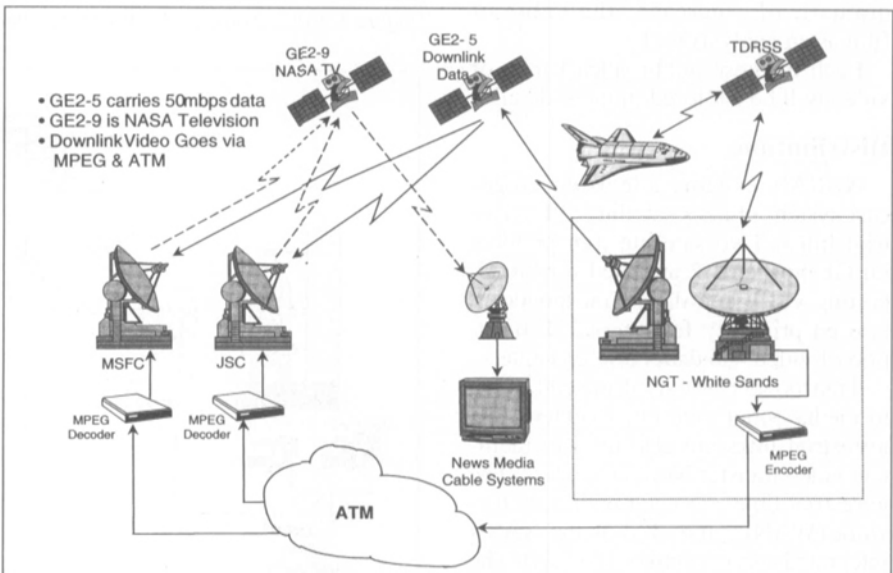 GE2-9
NASA TV
GE2- 5
Downlink
Data
TDRSS
• GE2-5 carries 50mbps data
• GE2-9 is NASA Television
• Downlink Video Goes via
MPEG & ATM
MSFC
JSC
NGT - White Sands
MPEG
Decoder
MPEG
Decoder
News Media
Cable Systems
MPEG
Encoder
ATM